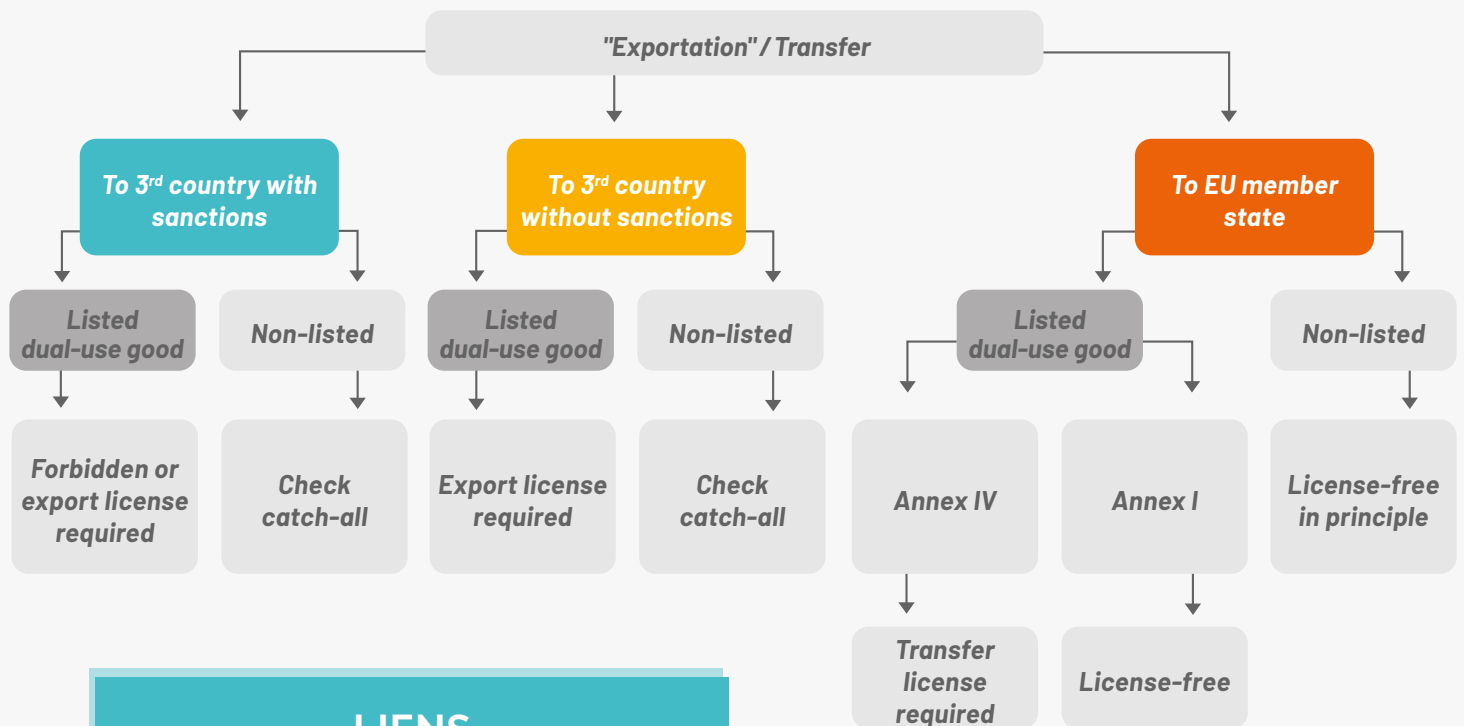 "Exportation" / Transfer
To 3rd country with
sanctions
To 3rd country
without sanctions
To EU member
state
Listed
dual-use good
Non-listed
Listed
dual-use good
Non-listed
Listed
dual-use good
Non-listed
Forbidden or
export license
required
Check
catch-all
Export license
required
Check
catch-all
Annex IV
Annex I
License-free
in principle
Transfer
license
required
License-free
LIENS